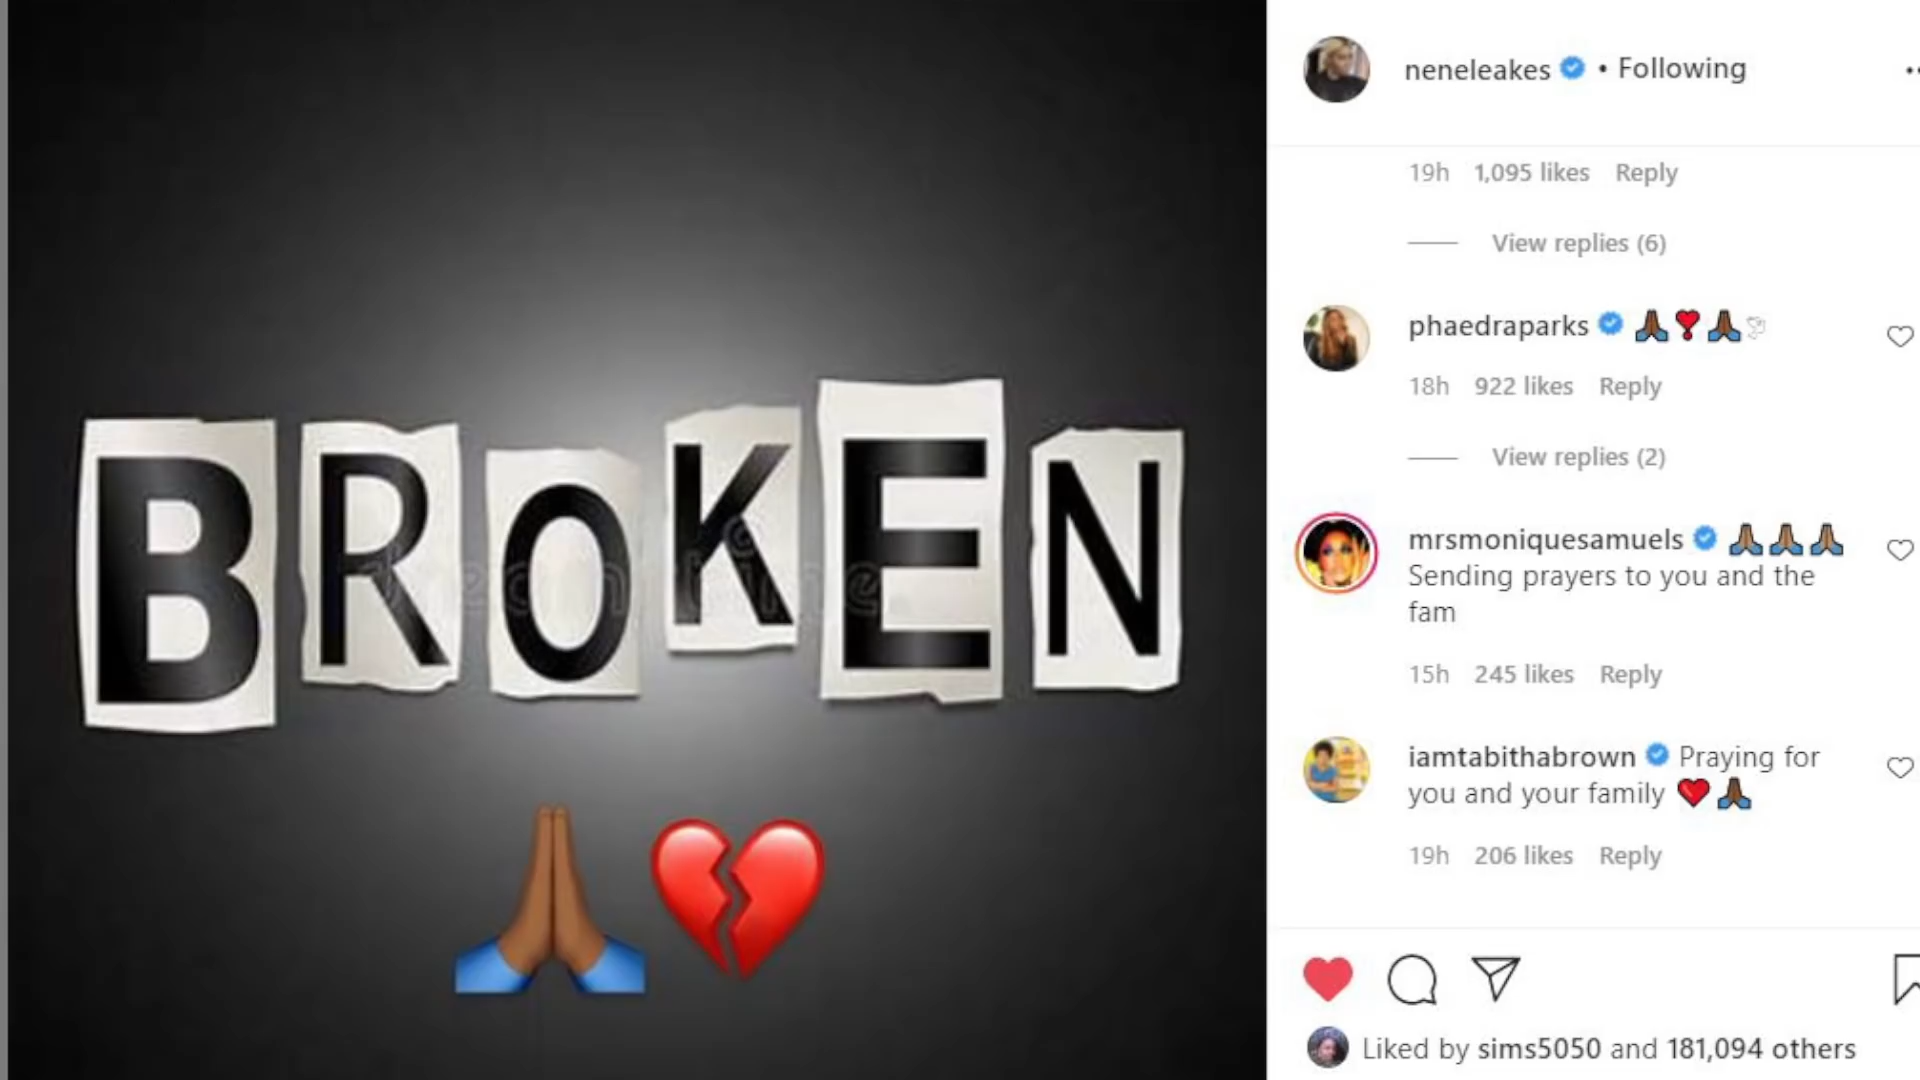 BROKEN
neneleakes • Following
19h 1,095 likes Reply
View replies (6)
phaedraparks 🙏🏾❣️🙏🏾🕊
18h 922 likes Reply
View replies (2)
mrsmoniquesamuels 🙏🏽🙏🏽🙏🏽
Sending prayers to you and the
fam
15h 245 likes Reply
iamtabithabrown Praying for
you and your family ❤️🙏🏾
19h 206 likes Reply
Liked by sims5050 and 181,094 others